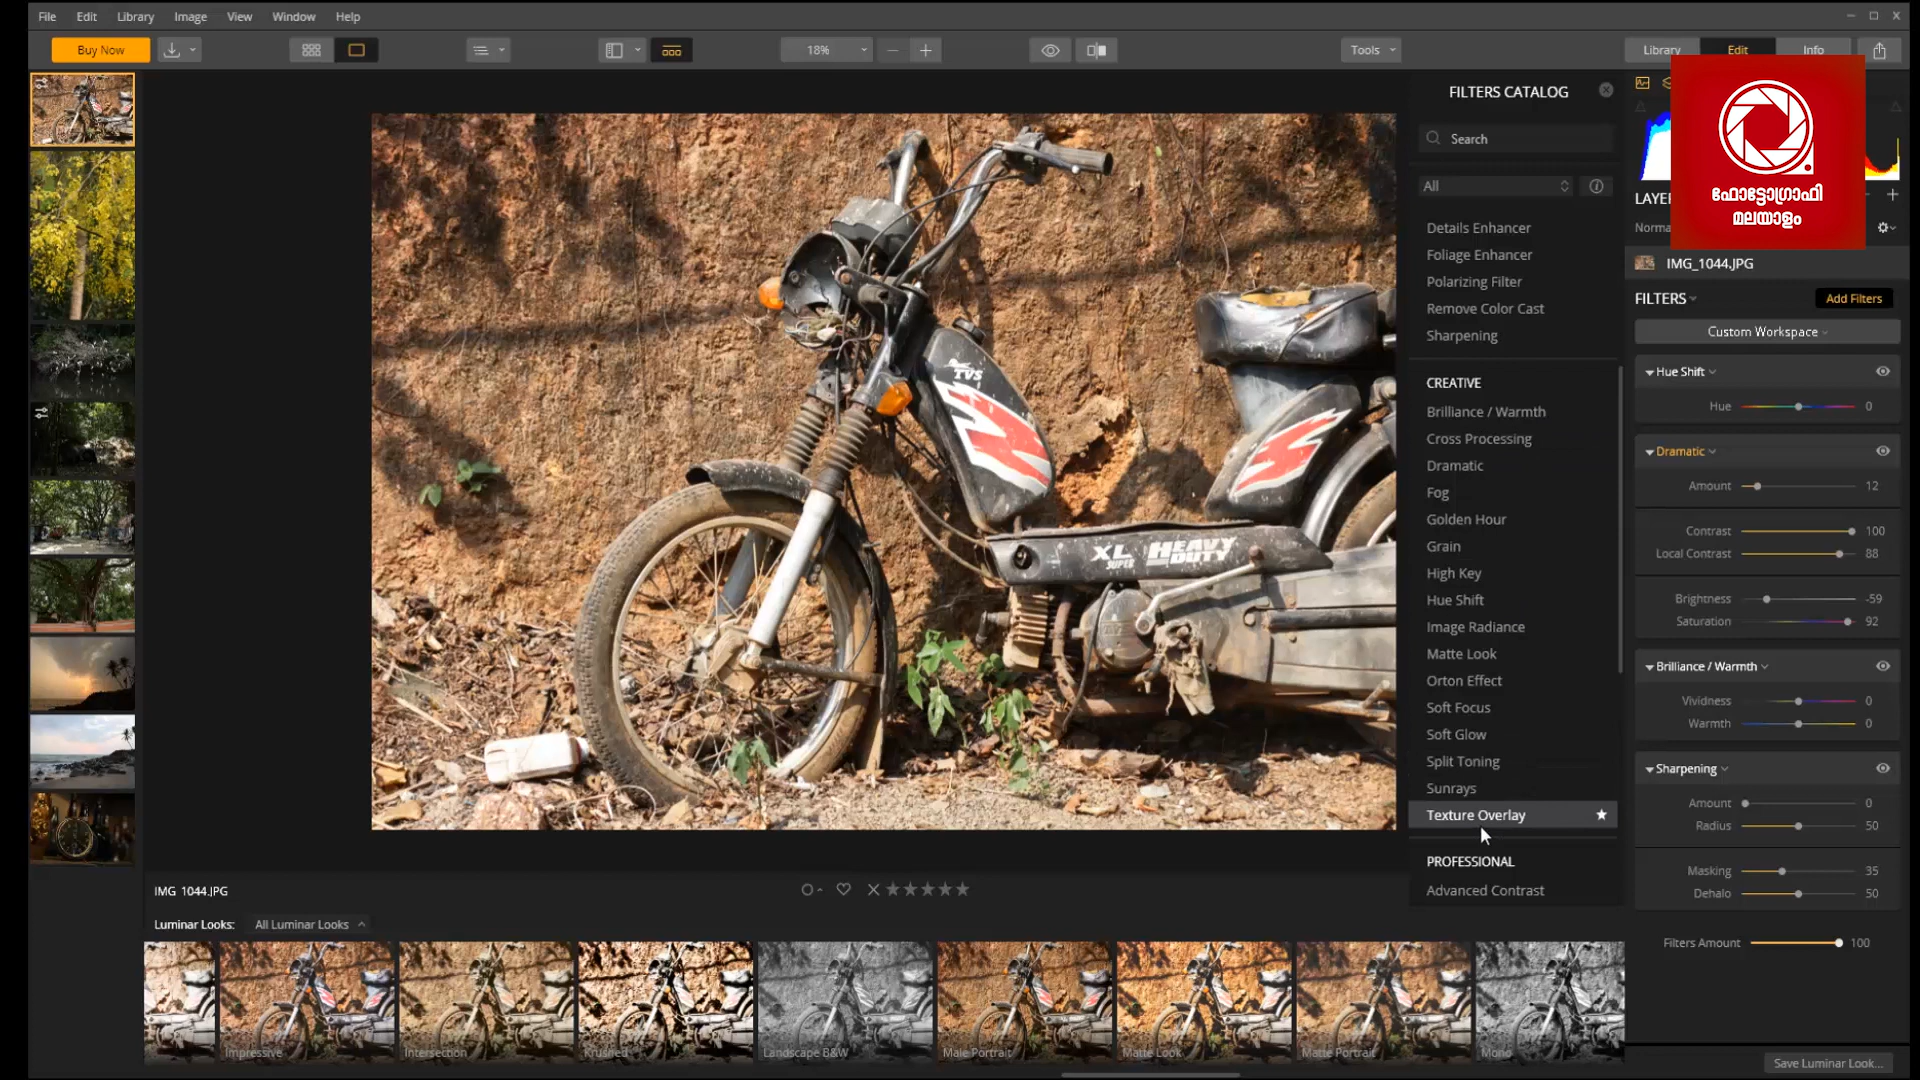 File Edit Library Image View Window Help
Buy Now 18% Tools Library Edit Info
FILTERS CATALOG
Search
All
Details Enhancer
Foliage Enhancer
Polarizing Filter
Remove Color Cast
Sharpening
CREATIVE
Brilliance / Warmth
Cross Processing
Dramatic
Fog
Golden Hour
Grain
High Key
Hue Shift
Image Radiance
Matte Look
Orton Effect
Soft Focus
Soft Glow
Split Toning
Sunrays
Texture Overlay
PROFESSIONAL
Advanced Contrast
ഫോട്ടോഗ്രാഫി
മലയാളം
IMG_1044.JPG
FILTERS Add Filters
Custom Workspace
Hue Shift
Hue 0
Dramatic
Amount 12
Contrast 100
Local Contrast 88
Brightness -59
Saturation 92
Brilliance / Warmth
Vividness 0
Warmth 0
Sharpening
Amount 0
Radius 50
Masking 35
Dehalo 50
Filters Amount 100
Save Luminar Look...
TVS
XL SUPER HEAVY DUTY
IMG_1044.JPG
Luminar Looks: All Luminar Looks
Impressive Intersection Krushed Landscape B&W Male Portrait Matte Look Matte Portrait Mono